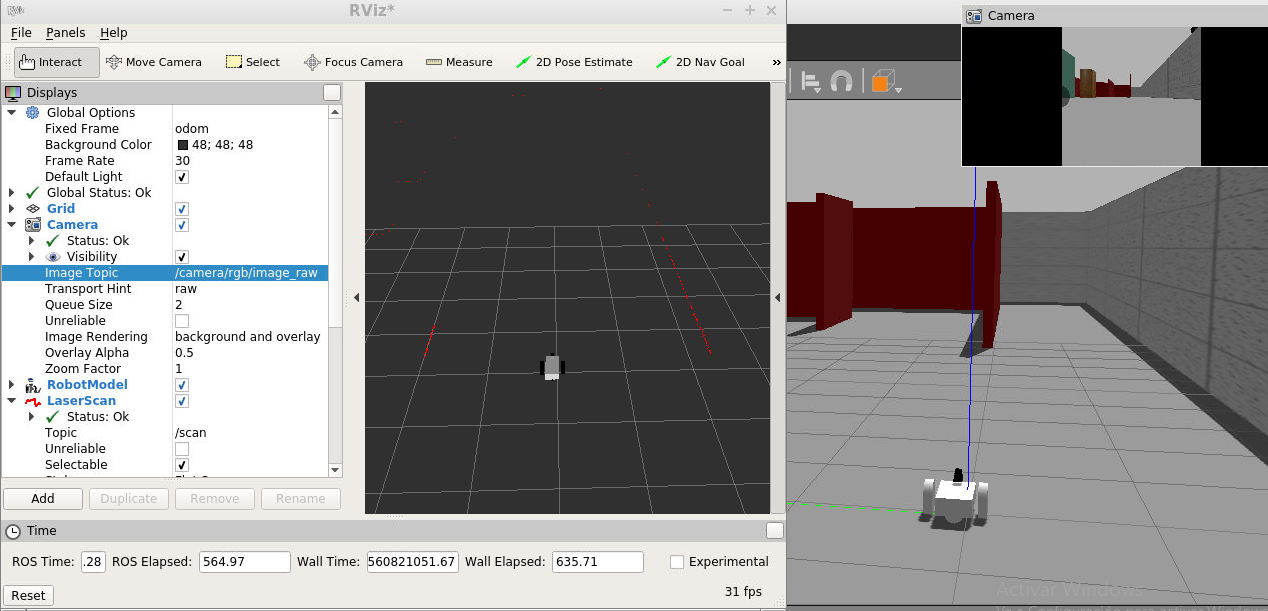 RViz*
File Panels Help
Interact Move Camera Select Focus Camera Measure 2D Pose Estimate 2D Nav Goal »
Displays
Global Options
Fixed Frame odom
Background Color 48; 48; 48
Frame Rate 30
Default Light
Global Status: Ok
Grid
Camera
Status: Ok
Visibility
Image Topic /camera/rgb/image_raw
Transport Hint raw
Queue Size 2
Unreliable
Image Rendering background and overlay
Overlay Alpha 0.5
Zoom Factor 1
RobotModel
LaserScan
Status: Ok
Topic /scan
Unreliable
Selectable
Add Duplicate Remove Rename
Time
ROS Time: .28 ROS Elapsed: 564.97 Wall Time: 560821051.67 Wall Elapsed: 635.71 Experimental
Reset 31 fps
Camera
Activar Windows